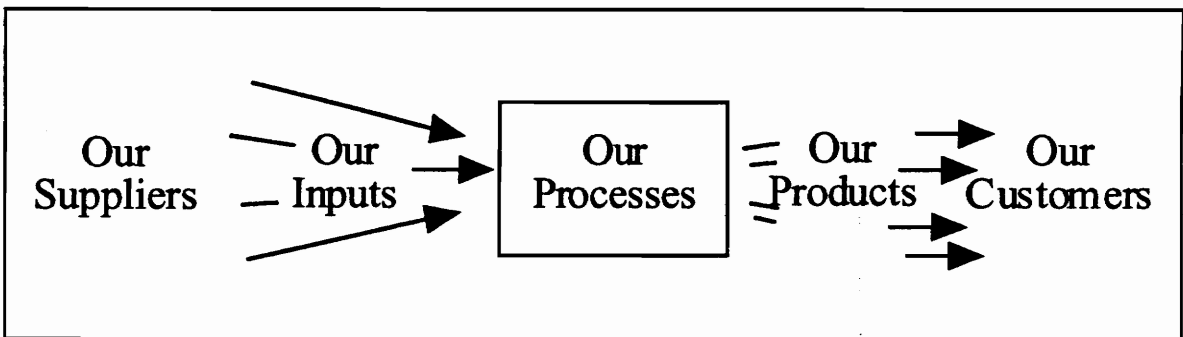 Our
Suppliers
Our
Inputs
Our
Processes
Our
Products
Our
Customers